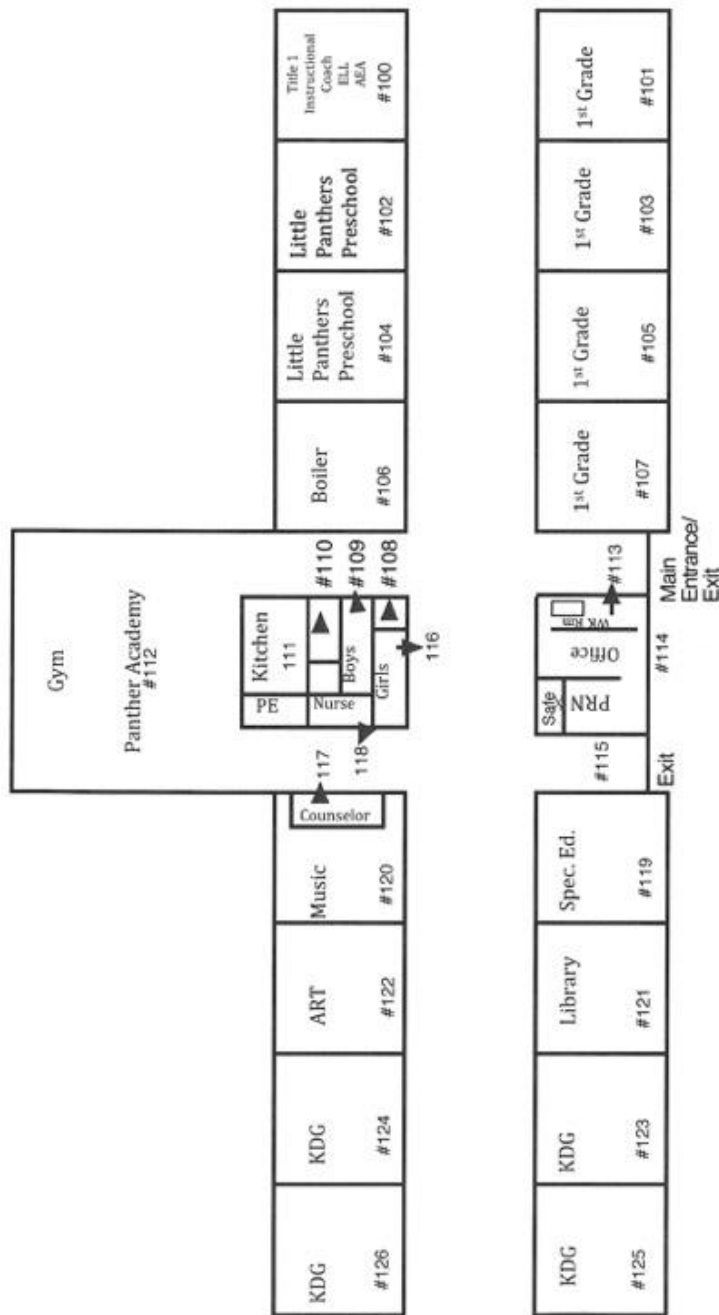 Gym
Panther Academy
#112
KDG
#126
KDG
#124
ART
#122
Music
#120
Counselor
117
118
PE
Kitchen
111
Nurse
Boys
Girls
#110
#109
#108
116
Boiler
#106
Little
Panthers
Preschool
#104
Little
Panthers
Preschool
#102
Title 1
Instructional
Coach
ELL
AEA
#100
KDG
#125
KDG
#123
Library
#121
Spec. Ed.
#119
#115
Exit
Safe
PRN
Office
WK Rm
#114
#113
Main
Entrance/
Exit
1st Grade
#107
1st Grade
#105
1st Grade
#103
1st Grade
#101